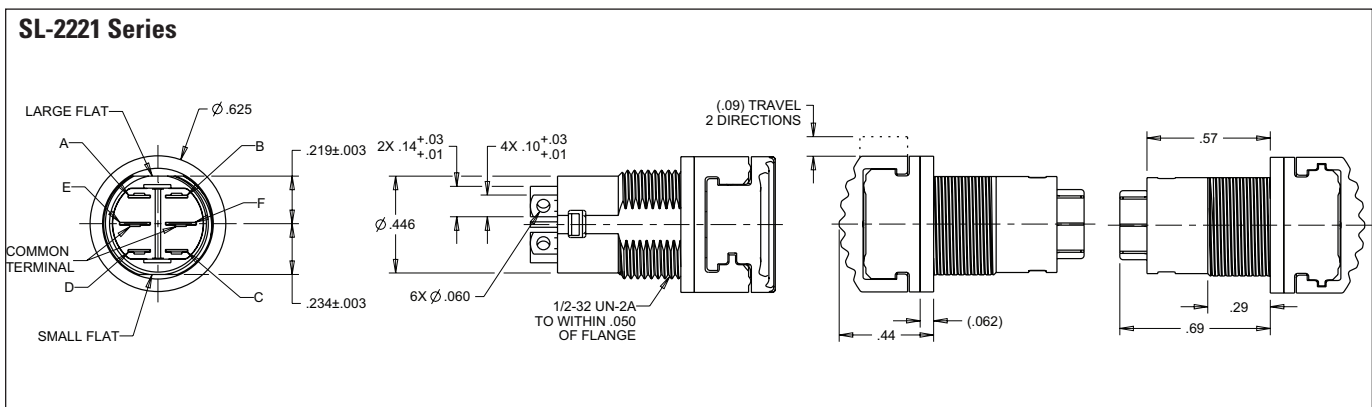 SL-2221 Series
LARGE FLAT
Ø .625
A
B
E
F
COMMON
TERMINAL
D
C
SMALL FLAT
.219±.003
.234±.003
2X .14 +.03
+.01
4X .10 +.03
+.01
Ø .446
6X Ø .060
1/2-32 UN-2A
TO WITHIN .050
OF FLANGE
(.09) TRAVEL
2 DIRECTIONS
(.062)
.44
.57
.29
.69